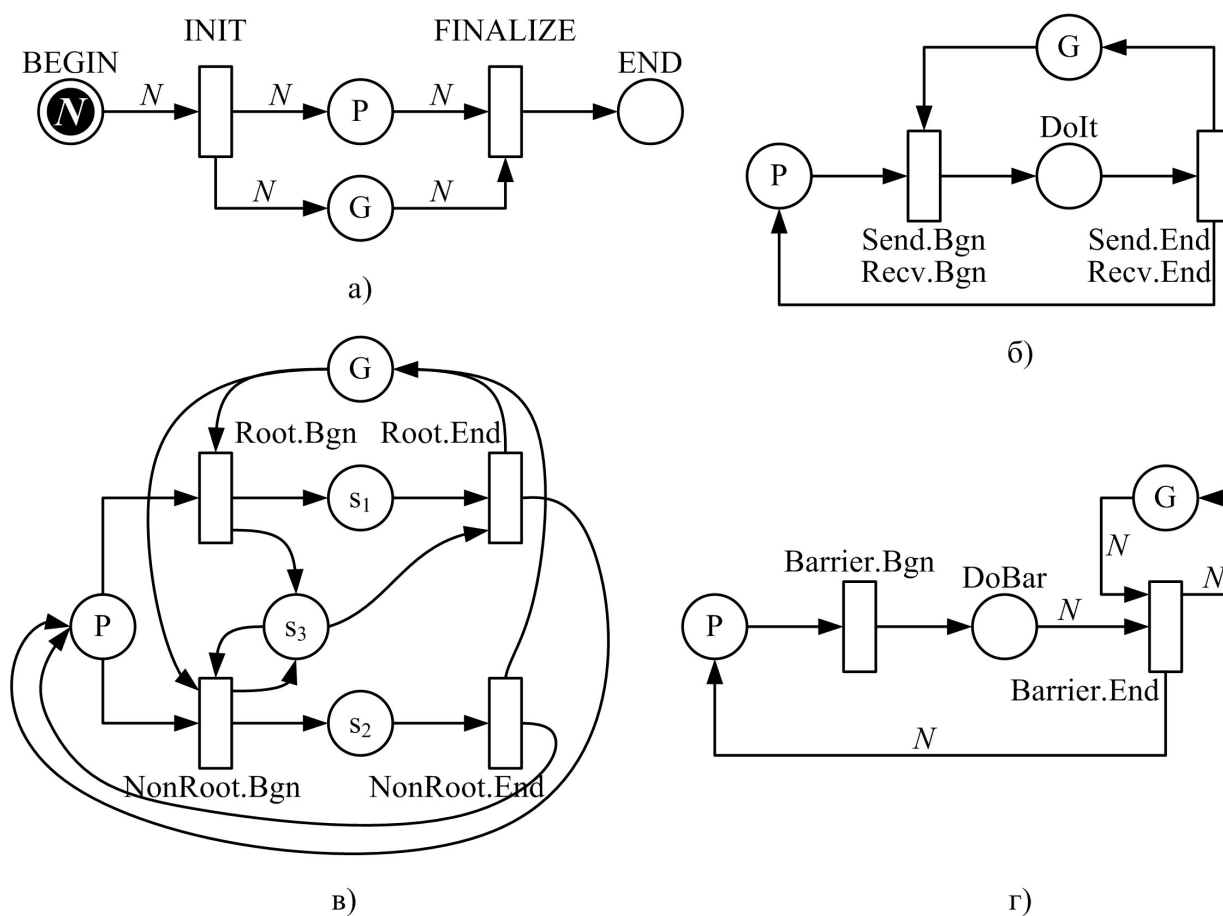 INIT
FINALIZE
BEGIN
END
N
N
N
P
N
N
G
N
а)
G
DoIt
P
Send.Bgn
Recv.Bgn
Send.End
Recv.End
б)
G
Root.Bgn
Root.End
s1
P
s3
s2
NonRoot.Bgn
NonRoot.End
в)
G
N
N
Barrier.Bgn
DoBar
P
N
Barrier.End
N
г)